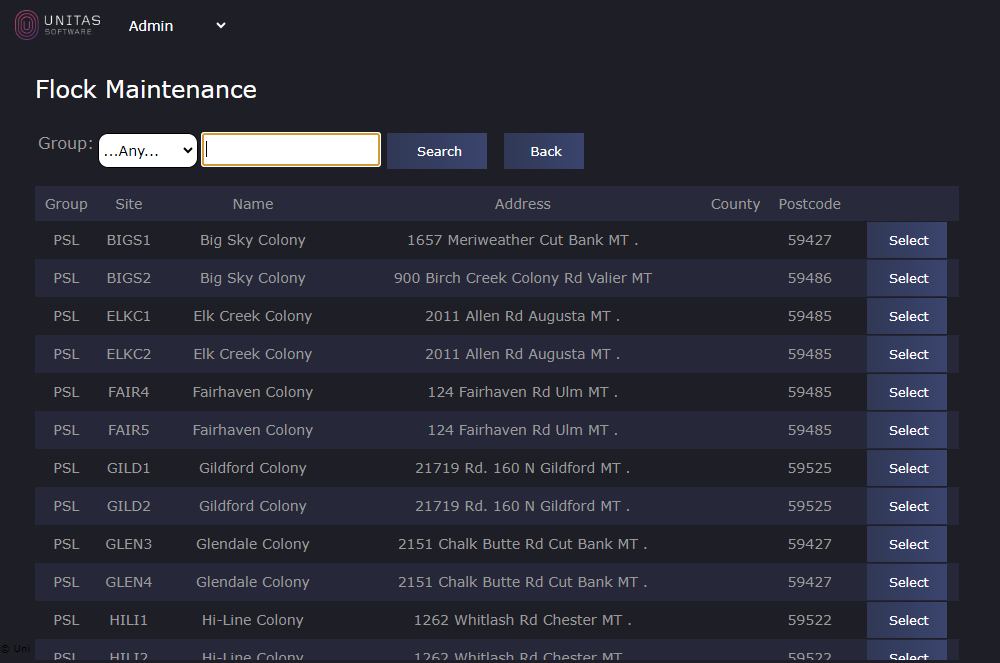 UNITAS
SOFTWARE
Admin
Flock Maintenance
Group: ...Any... Search Back
Group Site Name Address County Postcode
PSL BIGS1 Big Sky Colony 1657 Meriweather Cut Bank MT . 59427 Select
PSL BIGS2 Big Sky Colony 900 Birch Creek Colony Rd Valier MT 59486 Select
PSL ELKC1 Elk Creek Colony 2011 Allen Rd Augusta MT . 59485 Select
PSL ELKC2 Elk Creek Colony 2011 Allen Rd Augusta MT . 59485 Select
PSL FAIR4 Fairhaven Colony 124 Fairhaven Rd Ulm MT . 59485 Select
PSL FAIR5 Fairhaven Colony 124 Fairhaven Rd Ulm MT . 59485 Select
PSL GILD1 Gildford Colony 21719 Rd. 160 N Gildford MT . 59525 Select
PSL GILD2 Gildford Colony 21719 Rd. 160 N Gildford MT . 59525 Select
PSL GLEN3 Glendale Colony 2151 Chalk Butte Rd Cut Bank MT . 59427 Select
PSL GLEN4 Glendale Colony 2151 Chalk Butte Rd Cut Bank MT . 59427 Select
PSL HILI1 Hi-Line Colony 1262 Whitlash Rd Chester MT . 59522 Select
© Uni
PSL HILI2 Hi-Line Colony 1262 Whitlash Rd Chester MT . 59522 Select